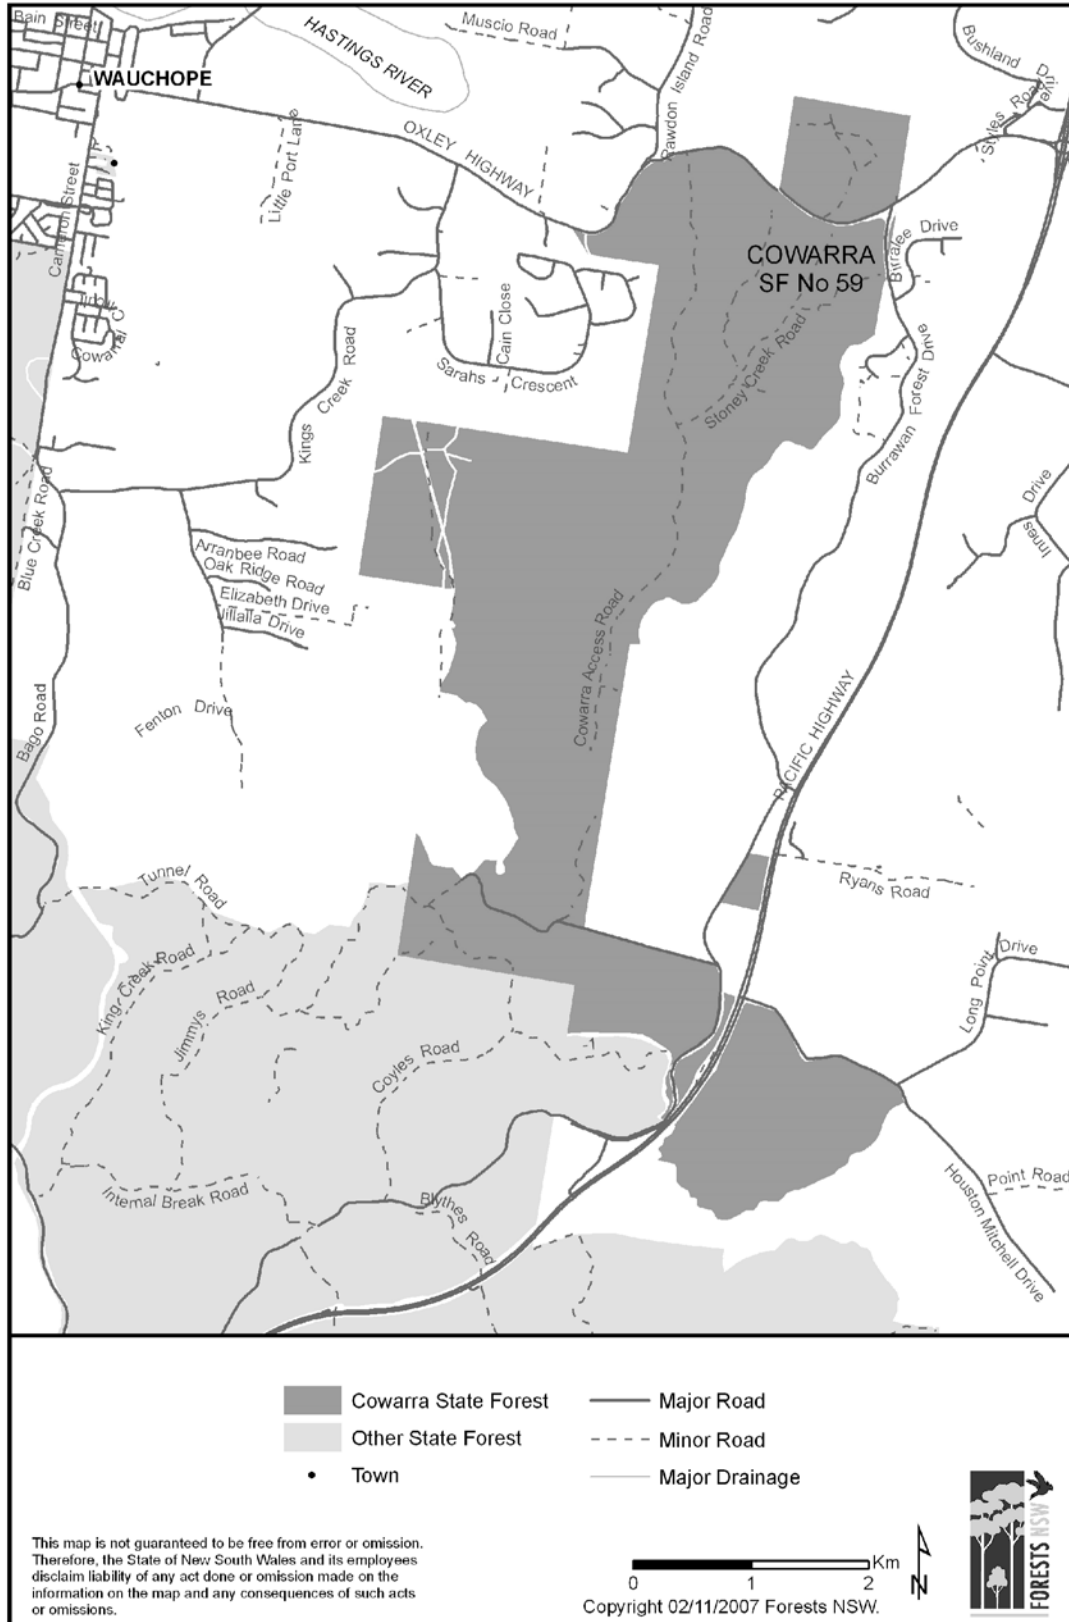 Bain Street
WAUCHOPE
HASTINGS RIVER
Muscio Road
Rawdon Island Road
Bushland Drive
Styles Road
OXLEY HIGHWAY
Little Port Lane
Cameron Street
COWARRA
SF No 59
Birralee Drive
Cowarral
Kings Creek Road
Cain Close
Sarahs Crescent
Stoney Creek Road
Burrawan Forest Drive
Innes Drive
Blue Creek Road
Arranbee Road
Oak Ridge Road
Elizabeth Drive
Jillalla Drive
Fenton Drive
Bago Road
Cowarra Access Road
PACIFIC HIGHWAY
Ryans Road
Tunnel Road
King Creek Road
Jimmys Road
Coyles Road
-1
Long Point Drive
Internal Break Road
Blythes Road
Point Road
Houston Mitchell Drive
Cowarra State Forest
Other State Forest
Town
Major Road
Minor Road
Major Drainage
This map is not guaranteed to be free from error or omission.
Therefore, the State of New South Wales and its employees
disclaim liability of any act done or omission made on the
information on the map and any consequences of such acts
or omissions.
0 1 2 Km
N
Copyright 02/11/2007 Forests NSW.
FORESTS NSW